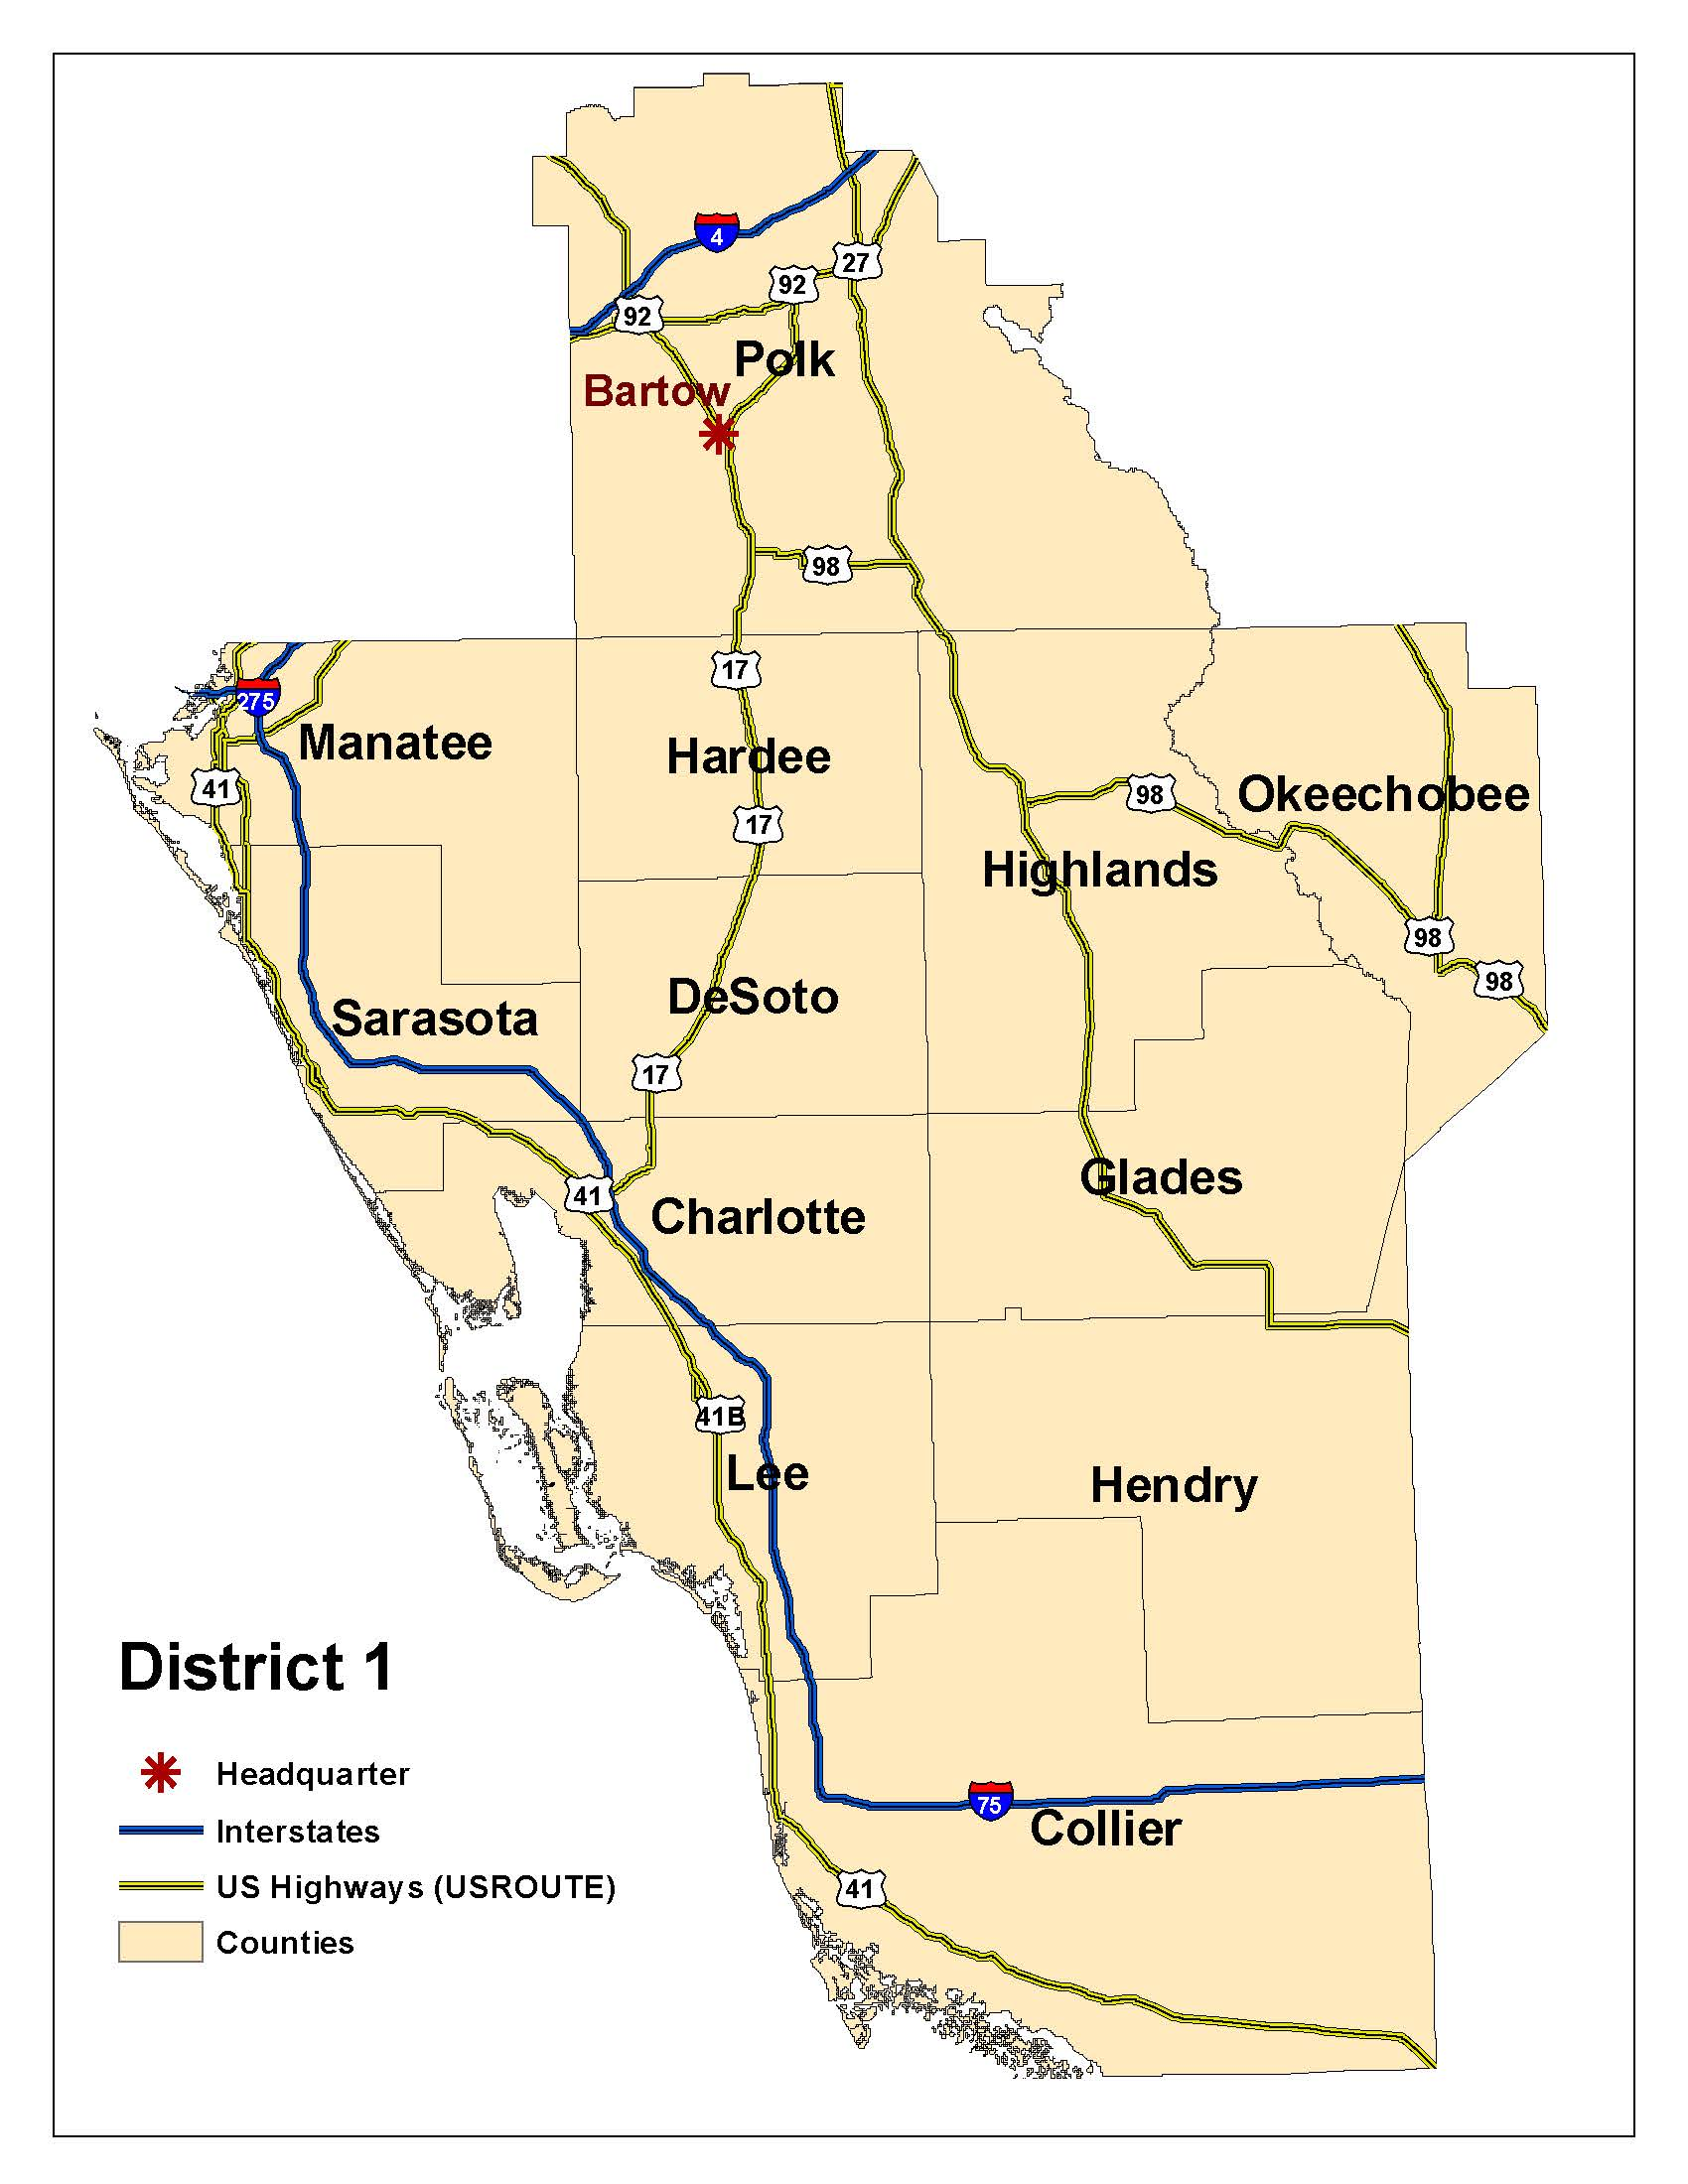 4
27
92
92
Polk
Bartow
98
17
275
Manatee
Hardee
41
98
Okeechobee
17
Highlands
98
98
DeSoto
Sarasota
17
Glades
41
Charlotte
41B
Lee
Hendry
District 1
Headquarter
75
Interstates
Collier
US Highways (USROUTE)
41
Counties